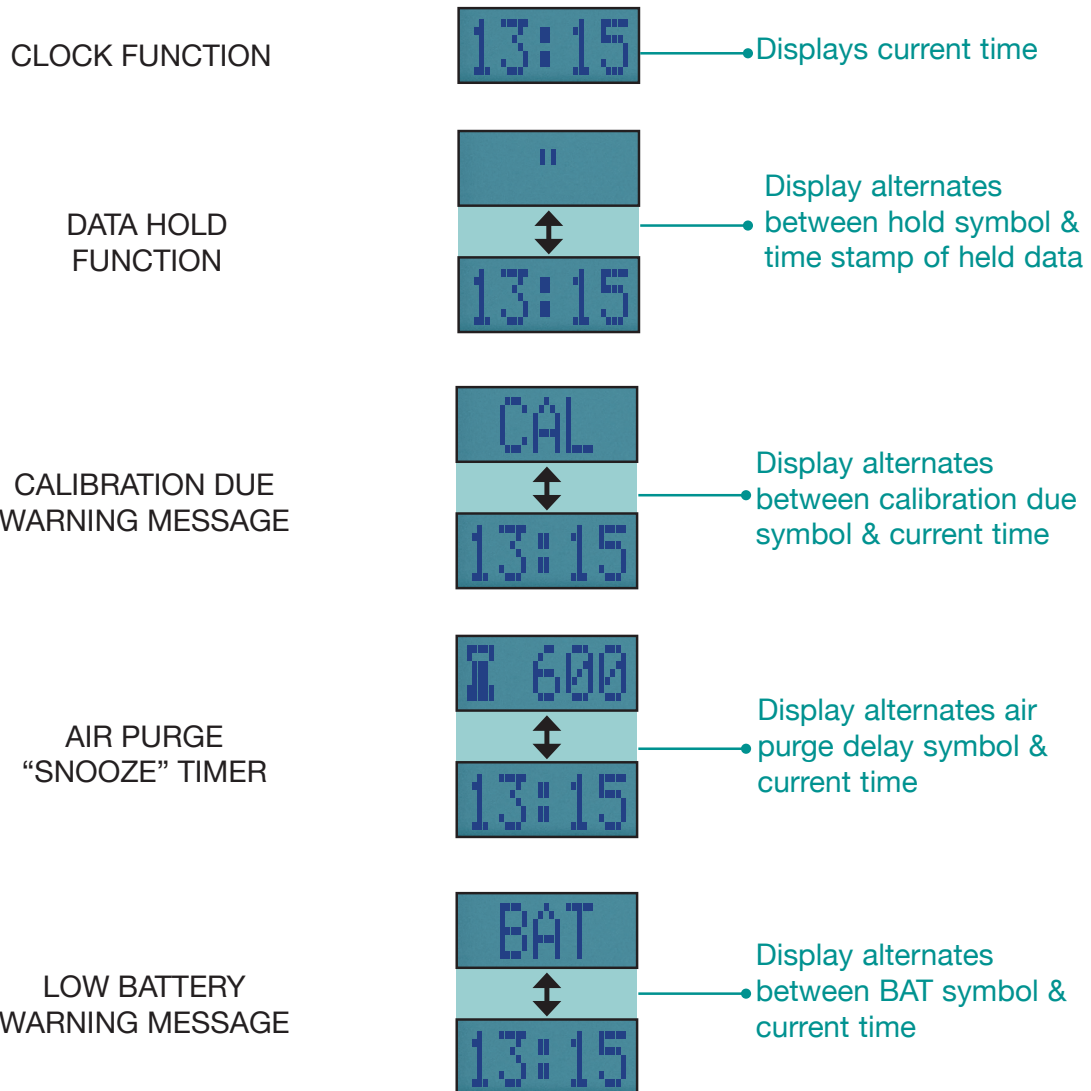 CLOCK FUNCTION
13:15
Displays current time
DATA HOLD
FUNCTION
"
13:15
Display alternates
between hold symbol &
time stamp of held data
CALIBRATION DUE
WARNING MESSAGE
CAL
13:15
Display alternates
between calibration due
symbol & current time
AIR PURGE
“SNOOZE” TIMER
600
13:15
Display alternates air
purge delay symbol &
current time
LOW BATTERY
WARNING MESSAGE
BAT
13:15
Display alternates
between BAT symbol &
current time